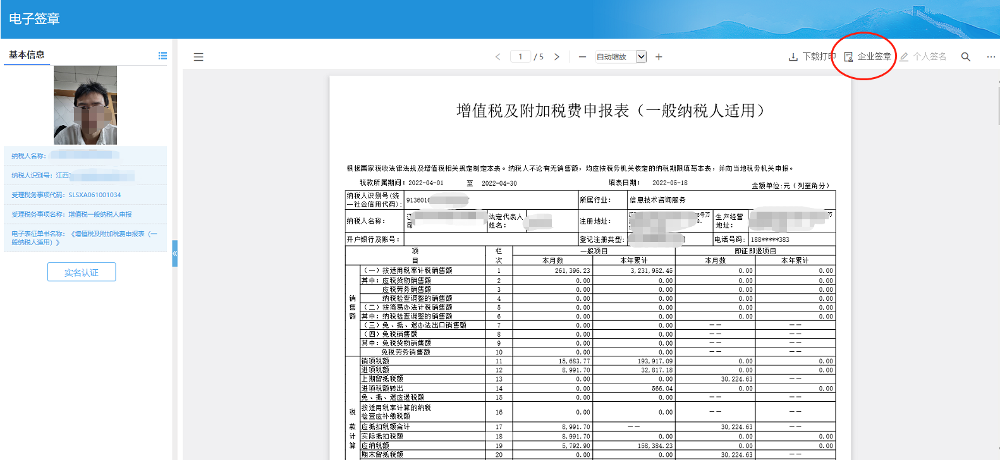 电子签章
基本信息
1 / 5
自动缩放
下载打印
企业签章
个人签名
纳税人名称：
纳税人识别号：江西
受理税务事项代码：SLSXA061001034
受理税务事项名称：增值税一般纳税人申报
电子表征单书名称：《增值税及附加税费申报表（一
般纳税人适用）》
实名认证
增值税及附加税费申报表（一般纳税人适用）
根据国家税收法律法规及增值税相关规定制定本表。纳税人不论有无销售额，均应按税务机关核定的纳税期限填写本表，并向当地税务机关申报。
税款所属期间：2022-04-01 至 2022-04-30 填表日期： 2022-05-18 金额单位:元（列至角分）
纳税人识别号(统一社会信用代码)： 913601 所属行业： 信息技术咨询服务
纳税人名称： 司 法定代表人姓名： 注册地址： 生产经营地址：
开户银行及账号： 登记注册类型： 电话号码： 188*****383
项目 栏次 一般项目 即征即退项目
本月数 本年累计 本月数 本年累计
销售额
（一）按适用税率计税销售额 1 261,396.23 3,231,952.45 0.00 0.00
其中：应税货物销售额 2 0.00 0.00 0.00 0.00
应税劳务销售额 3 0.00 0.00 0.00 0.00
纳税检查调整的销售额 4 0.00 0.00 0.00 0.00
（二）按简易办法计税销售额 5 0.00 0.00 0.00 0.00
其中：纳税检查调整的销售额 6 0.00 0.00 0.00 0.00
（三）免、抵、退办法出口销售额 7 0.00 0.00 —— ——
（四）免税销售额 8 0.00 0.00 —— ——
其中：免税货物销售额 9 0.00 0.00 —— ——
免税劳务销售额 10 0.00 0.00 —— ——
税款计算
销项税额 11 15,683.77 193,917.09 0.00 0.00
进项税额 12 8,991.70 32,817.18 0.00 0.00
上期留抵税额 13 0.00 0.00 30,224.63 ——
进项税额转出 14 0.00 566.04 0.00 0.00
免、抵、退应退税额 15 0.00 0.00 —— ——
按适用税率计算的纳税
检查应补缴税额 16 0.00 0.00 —— ——
应抵扣税额合计 17 8,991.70 —— 30,224.63 ——
实际抵扣税额 18 8,991.70 0.00 0.00 0.00
应纳税额 19 5,792.90 158,384.23 0.00 0.00
期末留抵税额 20 0.00 0.00 30,224.63 ——